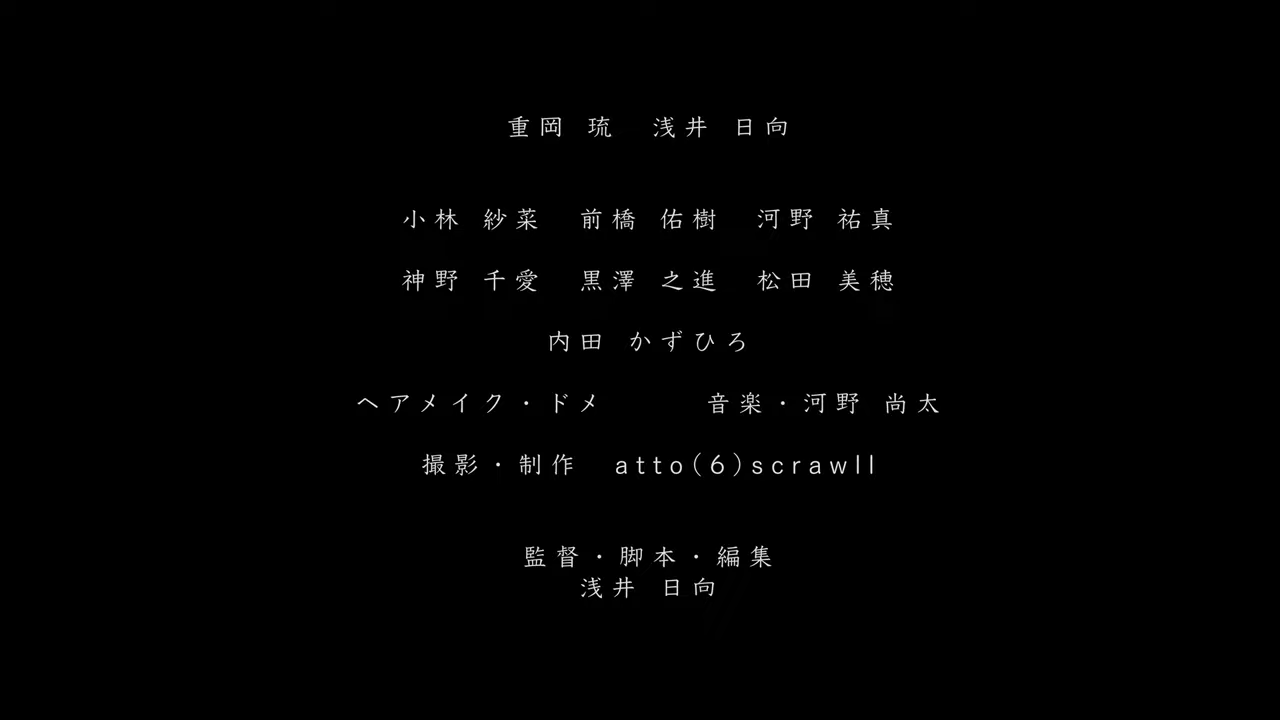 重岡 琉　浅井 日向
小林 紗菜　前橋 佑樹　河野 祐真
神野 千愛　黒澤 之進　松田 美穂
内田 かずひろ
ヘアメイク・ドメ　　　音楽・河野 尚太
撮影・制作　atto(6)scrawll
監督・脚本・編集
浅井 日向